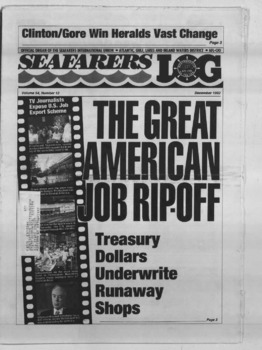 Clinton/Gore Win Heralds Vast Change
Page 3
OFFICIAL ORGAN OF THE SEAFARERS INTERNATIONAL UNION • ATLANTIC, GULF, LAKES AND INLAND WATERS DISTRICT • AFL-CIO
SEAFARERS LOG
Volume 54, Number 12
December 1992
TV Journalists
Expose U.S. Job
Export Scheme
THE GREAT
AMERICAN
JOB RIP-OFF
Treasury
Dollars
Underwrite
Runaway
Shops
Page 3